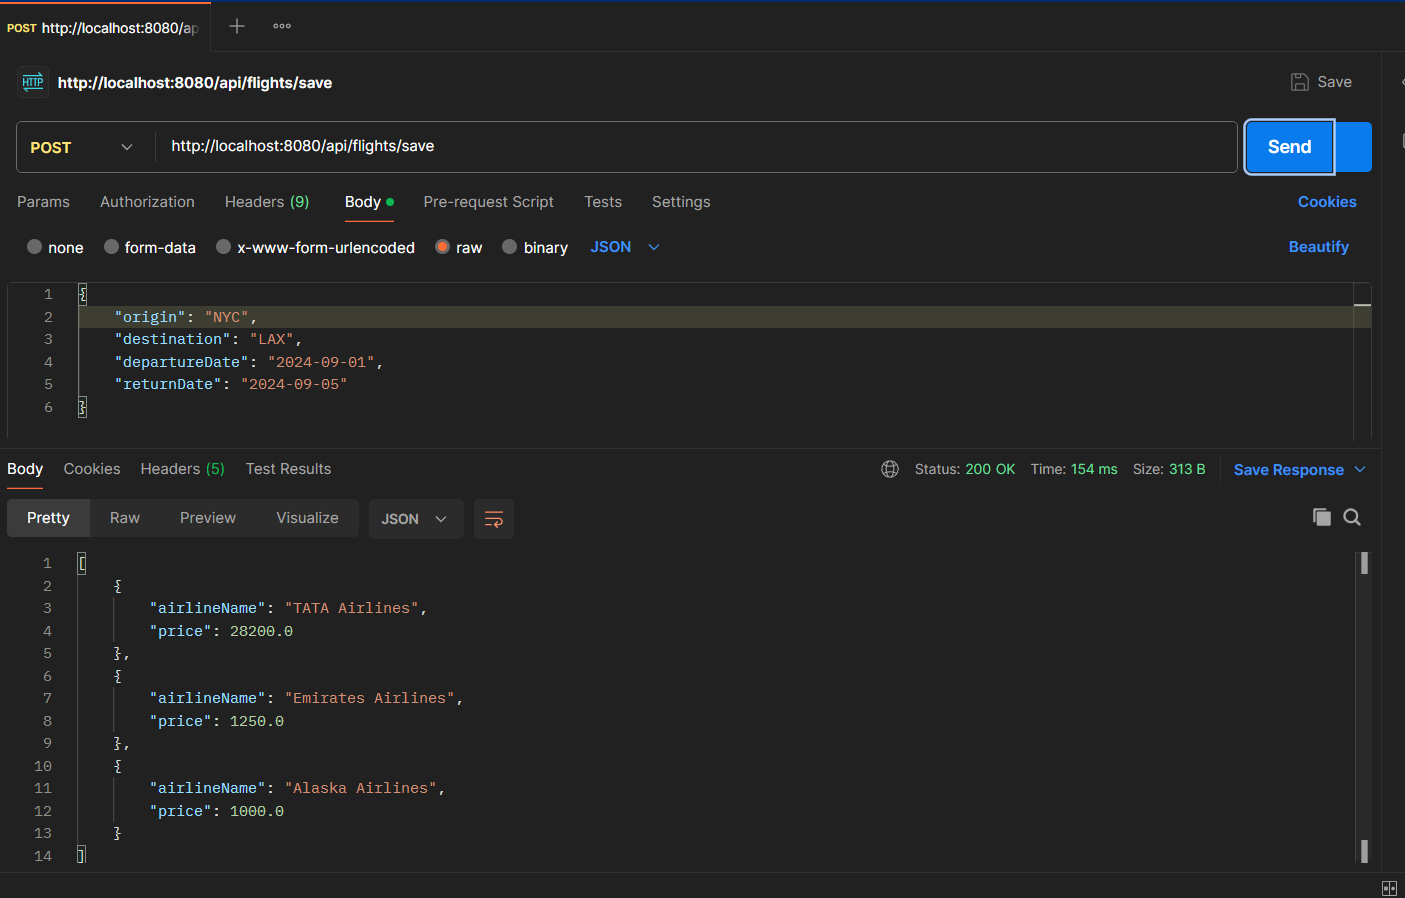 POST http://localhost:8080/ap
HTTP http://localhost:8080/api/flights/save
Save
POST http://localhost:8080/api/flights/save Send
Params Authorization Headers (9) Body Pre-request Script Tests Settings Cookies
none form-data x-www-form-urlencoded raw binary JSON Beautify
1 {
2 "origin": "NYC",
3 "destination": "LAX",
4 "departureDate": "2024-09-01",
5 "returnDate": "2024-09-05"
6 }
Body Cookies Headers (5) Test Results Status: 200 OK Time: 154 ms Size: 313 B Save Response
Pretty Raw Preview Visualize JSON
1 [
2 {
3 "airlineName": "TATA Airlines",
4 "price": 28200.0
5 },
6 {
7 "airlineName": "Emirates Airlines",
8 "price": 1250.0
9 },
10 {
11 "airlineName": "Alaska Airlines",
12 "price": 1000.0
13 }
14 ]